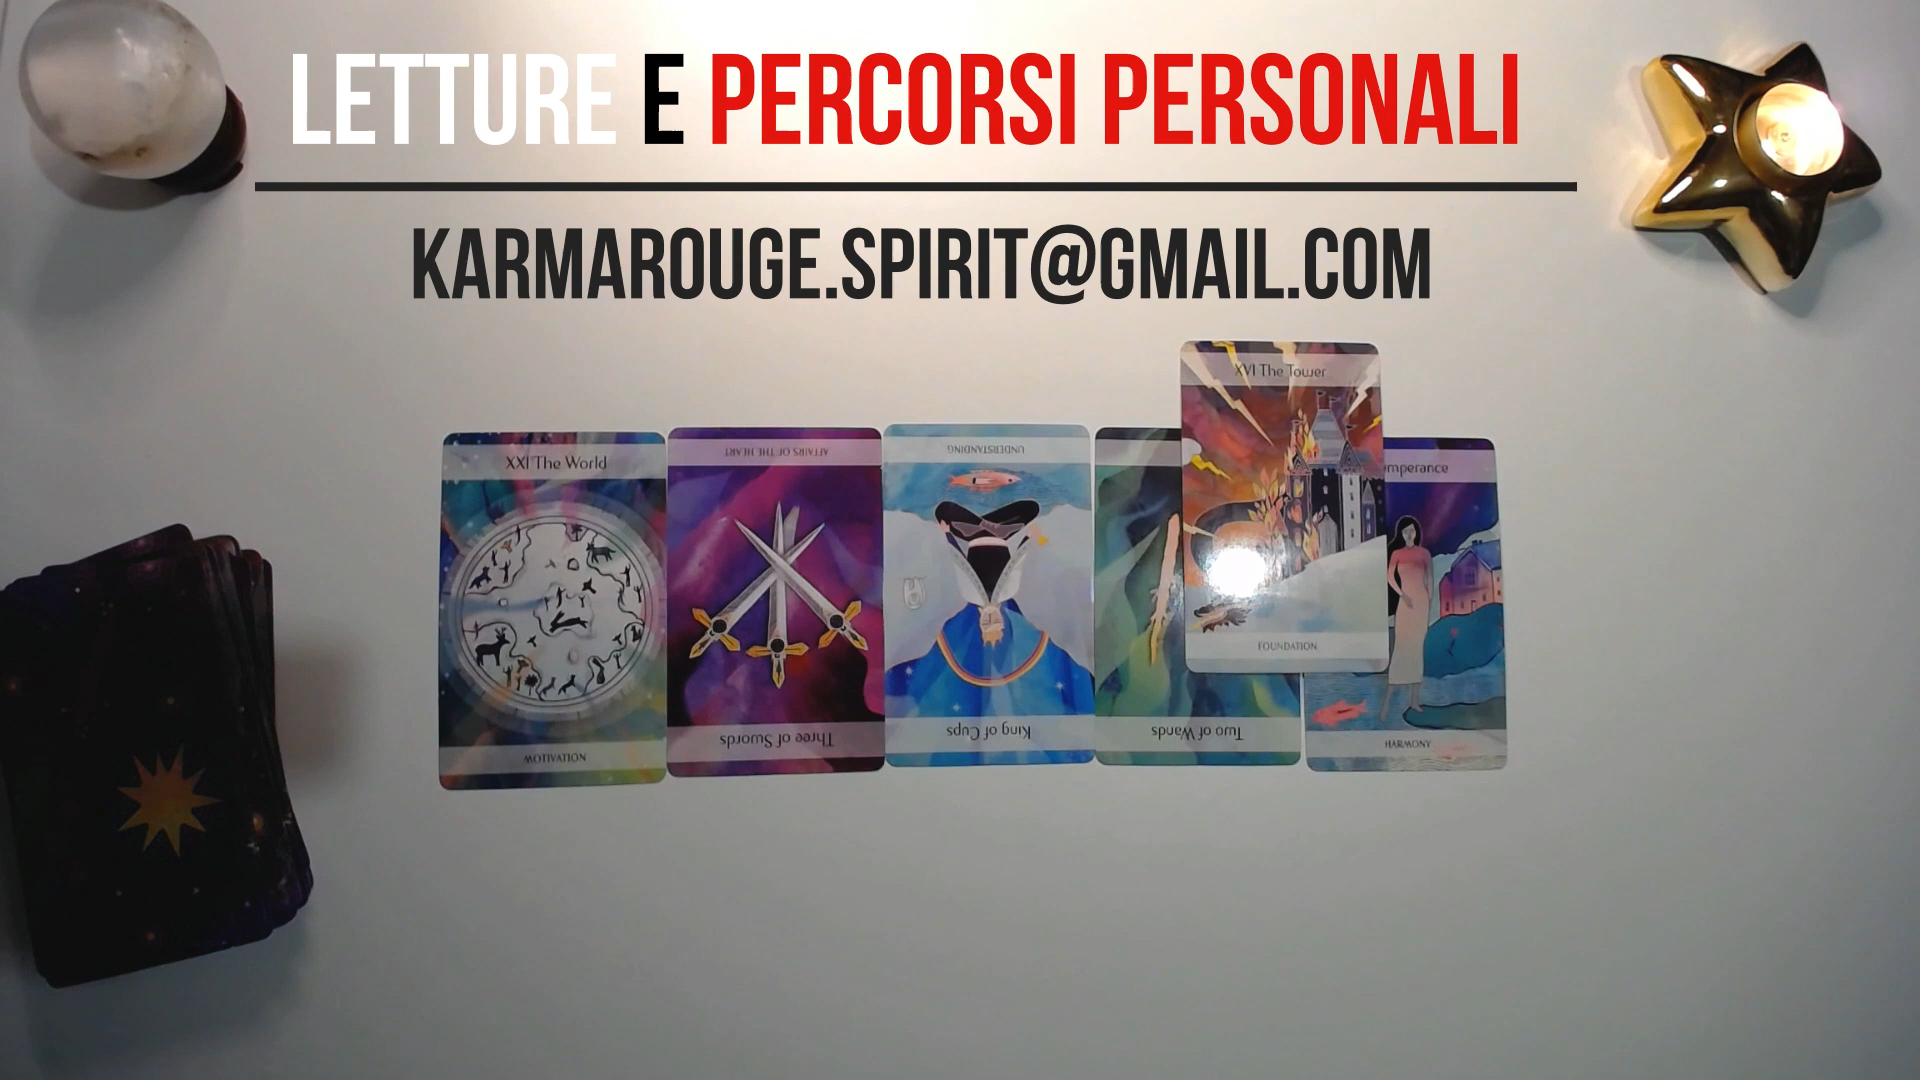 LETTURE E PERCORSI PERSONALI
KARMAROUGE.SPIRIT@GMAIL.COM
XVI The Tower
FOUNDATION
XXI The World
MOTIVATION
AFFAIRS OF THE HEART
Three of Swords
UNDERSTANDING
King of Cups
Two of Wands
mperance
HARMONY